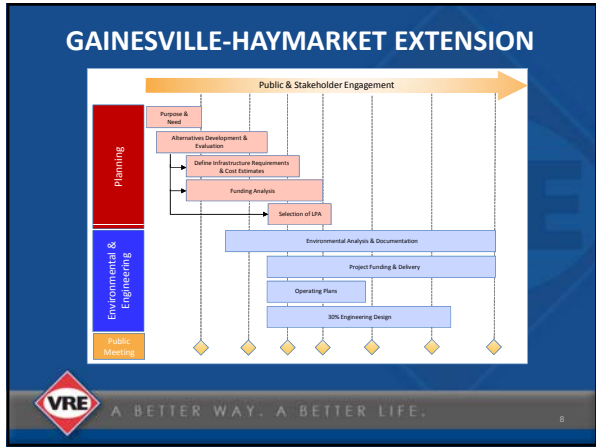 GAINESVILLE-HAYMARKET EXTENSION
Public & Stakeholder Engagement
Planning
Purpose &
Need
Alternatives Development &
Evaluation
Define Infrastructure Requirements
& Cost Estimates
Funding Analysis
Selection of LPA
Environmental &
Engineering
Environmental Analysis & Documentation
Project Funding & Delivery
Operating Plans
30% Engineering Design
Public
Meeting
VRE
A BETTER WAY. A BETTER LIFE.
8